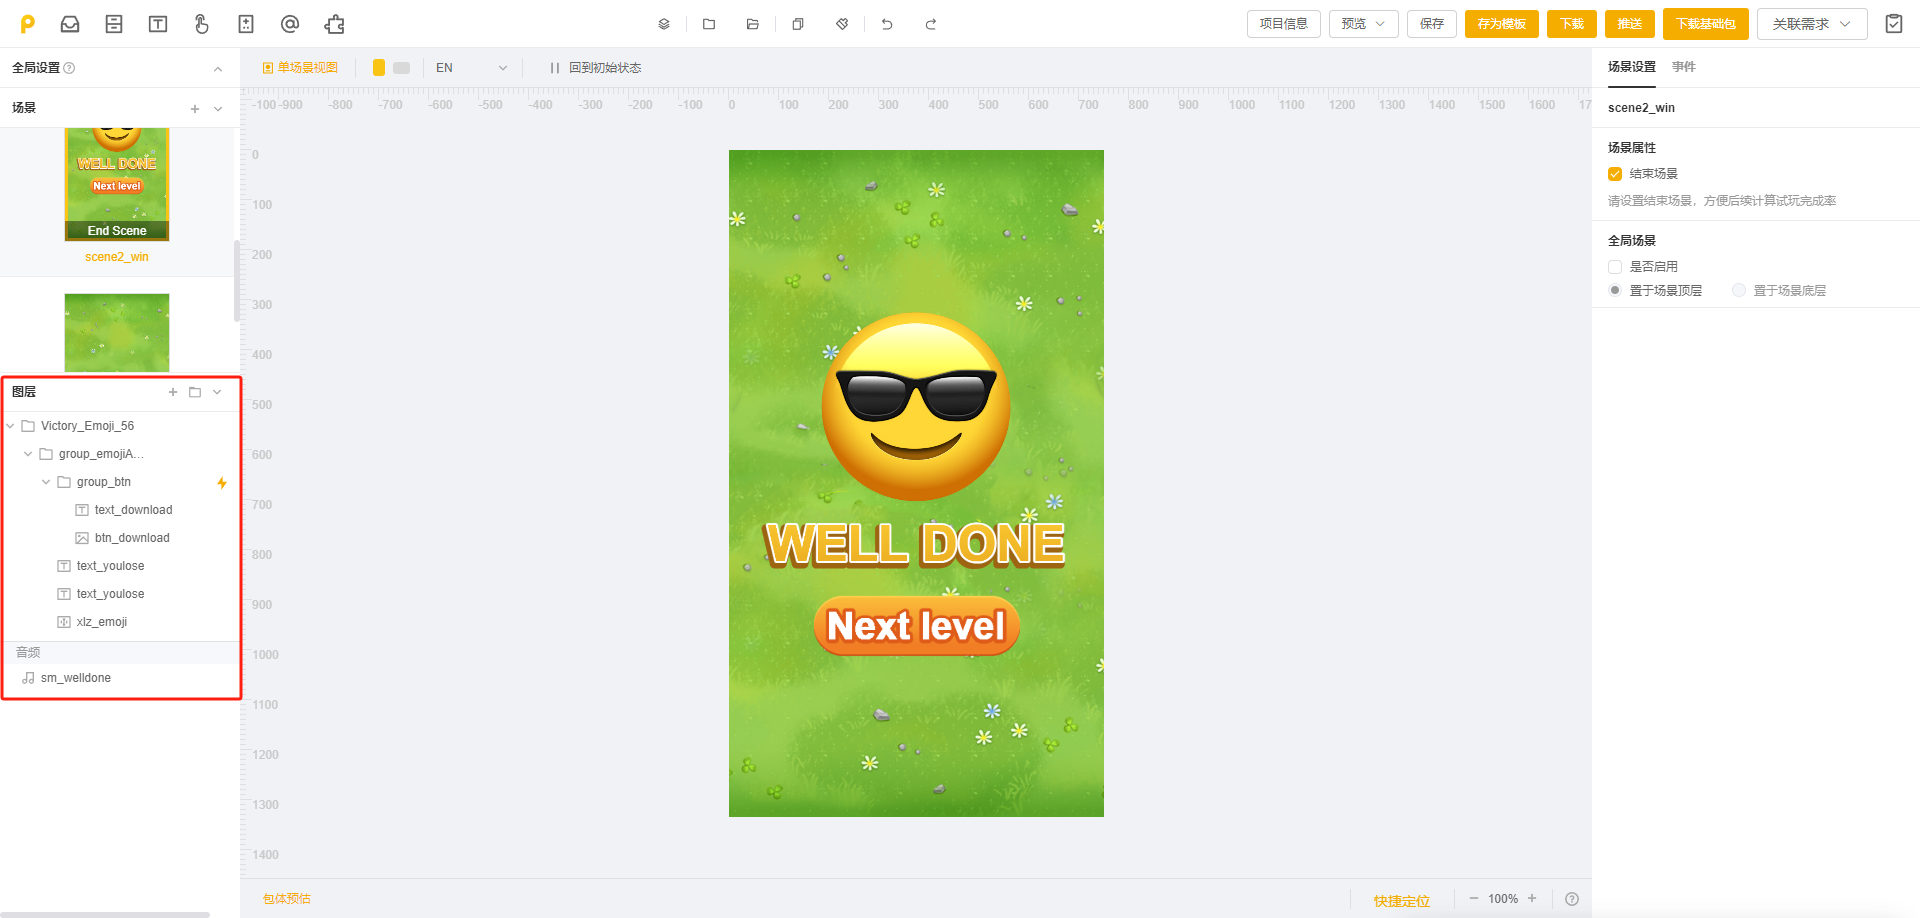 项目信息
预览
保存
存为模板
下载
推送
下载基础包
关联需求
全局设置
单场景视图
EN
回到初始状态
场景设置 事件
场景
-100 -900 -800 -700 -600 -500 -400 -300 -200 -100 0 100 200 300 400 500 600 700 800 900 1000 1100 1200 1300 1400 1500 1600 17
scene2_win
WELL DONE
Next level
End Scene
scene2_win
场景属性
结束场景
请设置结束场景，方便后续计算试玩完成率
全局场景
是否启用
置于场景顶层
置于场景底层
图层
Victory_Emoji_56
group_emojiA...
group_btn
text_download
btn_download
text_youlose
text_youlose
xlz_emoji
音频
sm_welldone
0
100
200
300
400
500
600
700
800
900
1000
1100
1200
1300
1400
WELL DONE
Next level
包体预估
快捷定位
100%